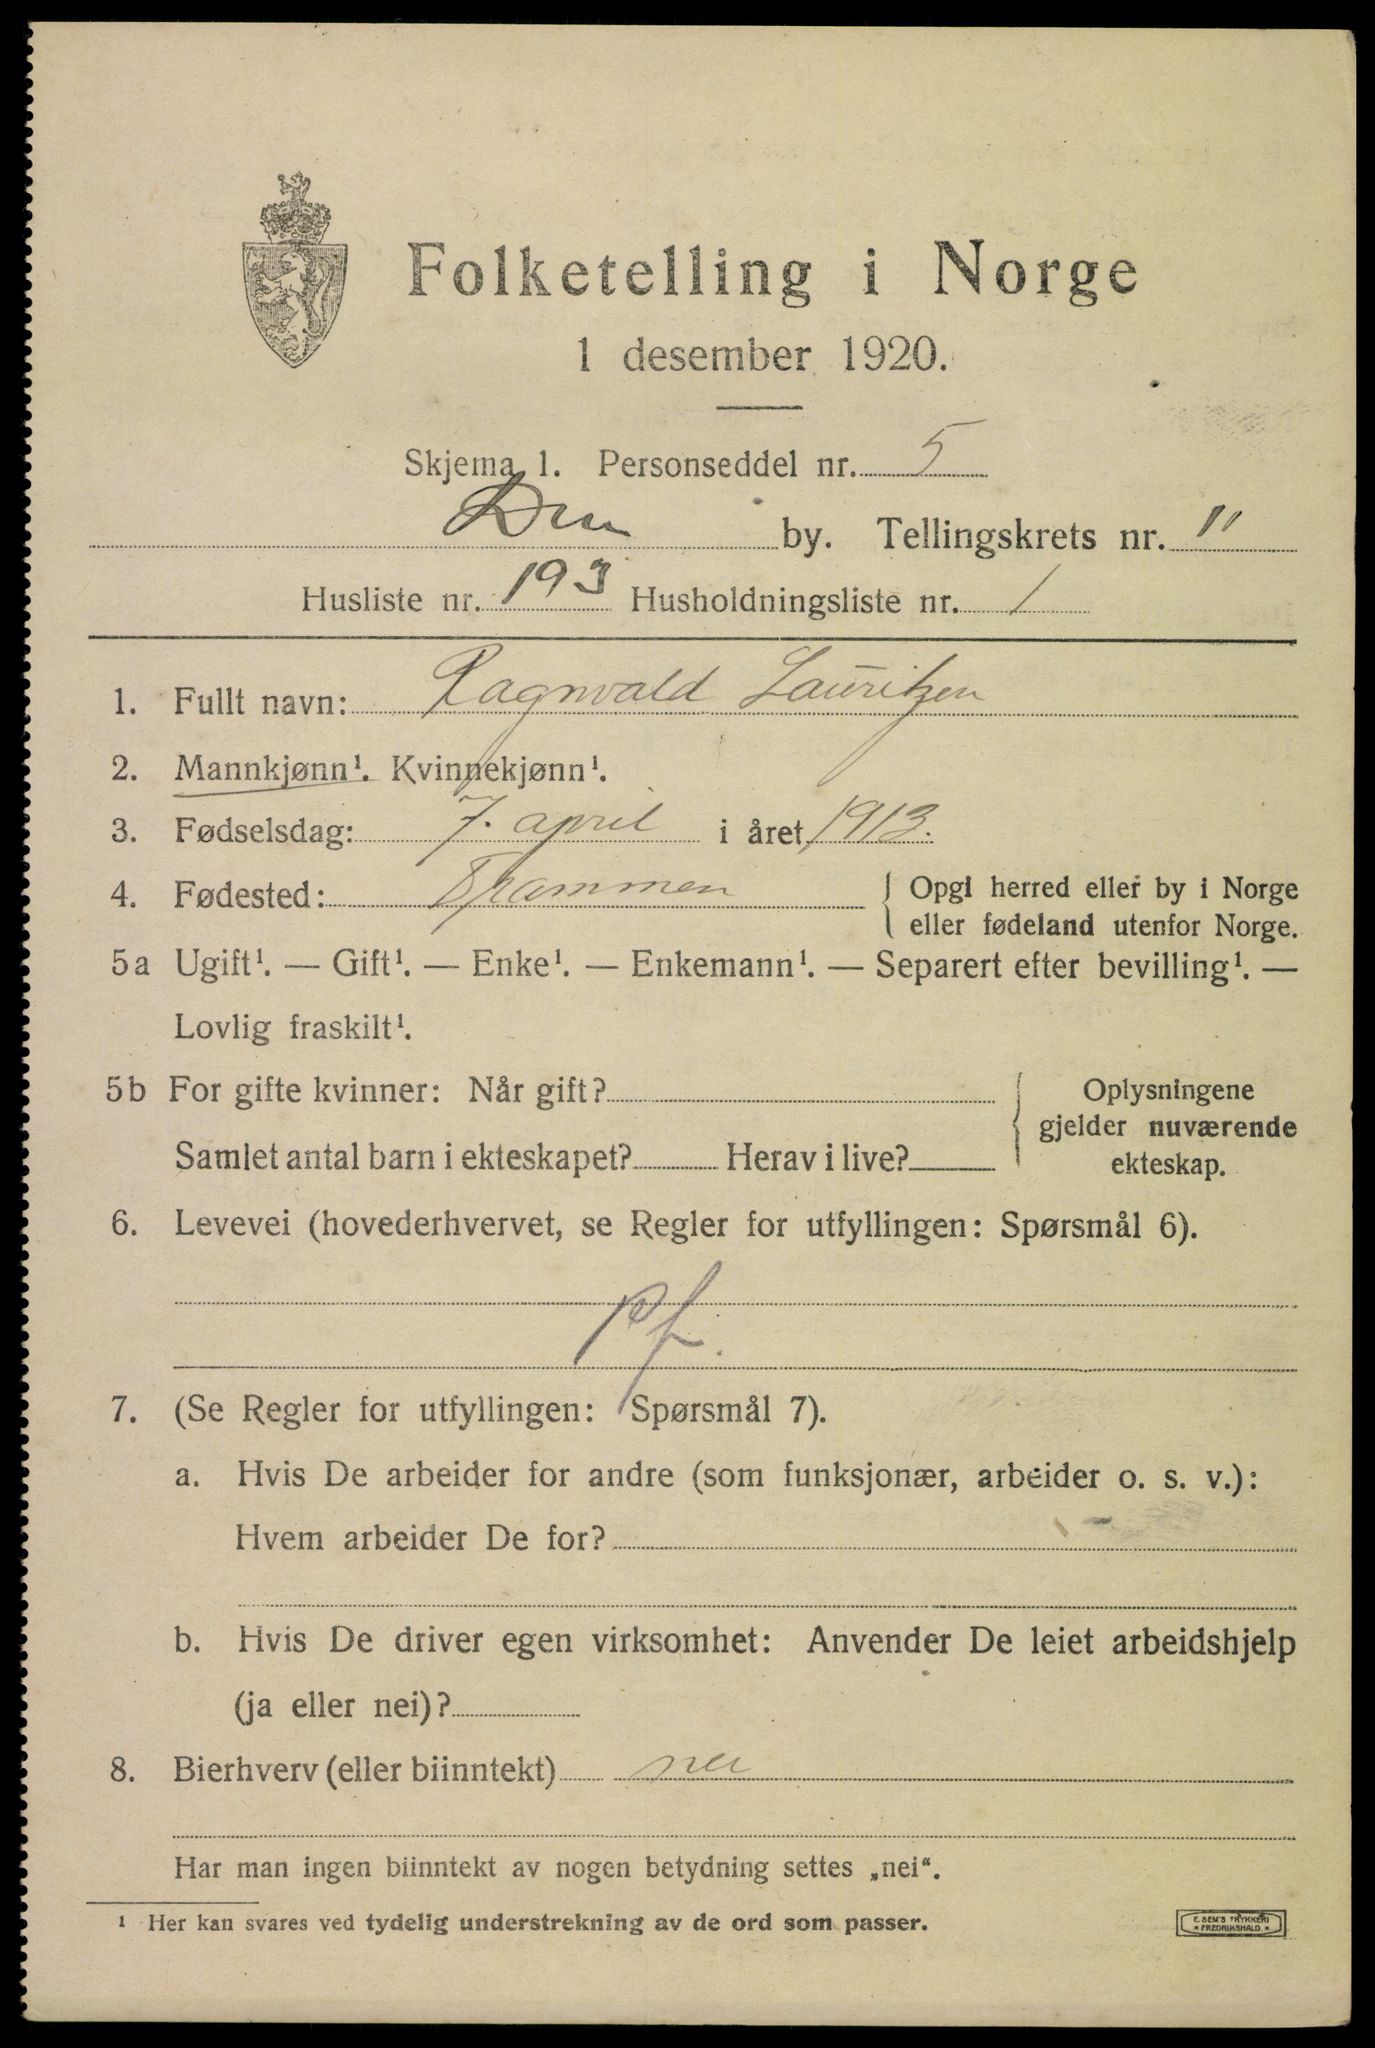 Folketelling i Norge
1 desember 1920.
Skjema 1. Personseddel nr. 5
Drn by. Tellingskrets nr. 11
Husliste nr. 193 Husholdningsliste nr. 1
1. Fullt navn: Ragnvald Lauritzen
2. Mannkjønn¹. Kvinnekjønn¹.
3. Fødselsdag: 7. april i året 1913.
4. Fødested: Drammen { Opgi herred eller by i Norge
eller fødeland utenfor Norge.
5a Ugift¹. — Gift¹. — Enke¹. — Enkemann¹. — Separert efter bevilling¹. —
Lovlig fraskilt¹.
5b For gifte kvinner: Når gift? { Oplysningene
gjelder nuværende
Samlet antal barn i ekteskapet? Herav i live? ekteskap.
6. Levevei (hovederhvervet, se Regler for utfyllingen: Spørsmål 6).
pf.
7. (Se Regler for utfyllingen: Spørsmål 7).
a. Hvis De arbeider for andre (som funksjonær, arbeider o. s. v.):
Hvem arbeider De for?
b. Hvis De driver egen virksomhet: Anvender De leiet arbeidshjelp
(ja eller nei)?
8. Bierhverv (eller biinntekt) nei
Har man ingen biinntekt av nogen betydning settes „nei“.
¹ Her kan svares ved tydelig understrekning av de ord som passer.
E. SEM'S TRYKKERI
* FREDRIKSHALD. *